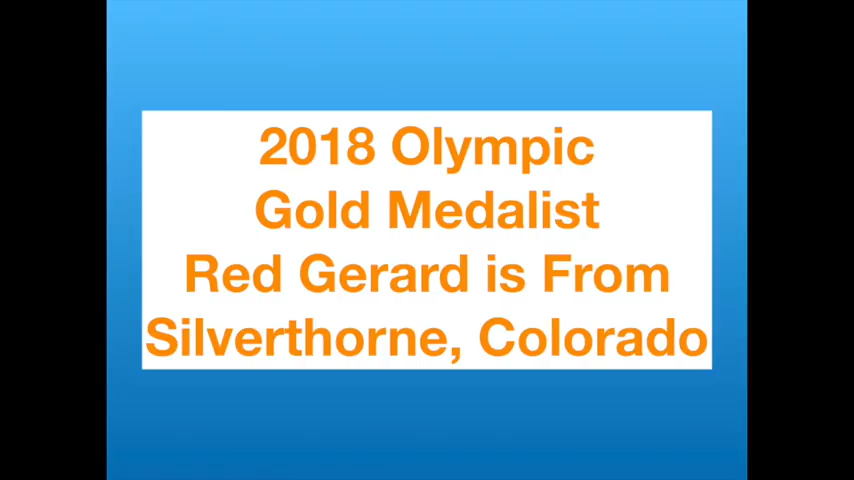 2018 Olympic
Gold Medalist
Red Gerard is From
Silverthorne, Colorado